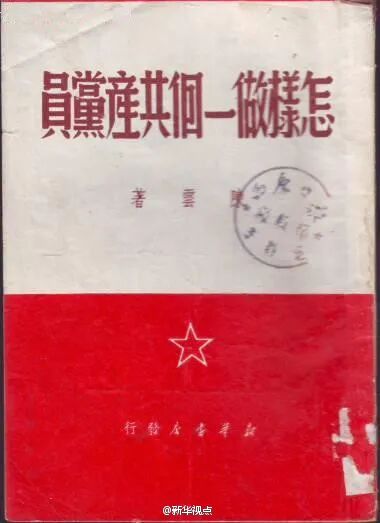 怎樣做一個共産黨員
陳雲 著
新華書店發行
@新华视点